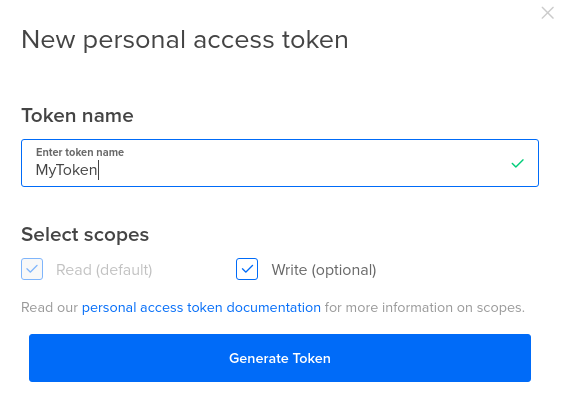 New personal access token
Token name
Enter token name
MyToken
Select scopes
Read (default) Write (optional)
Read our personal access token documentation for more information on scopes.
Generate Token